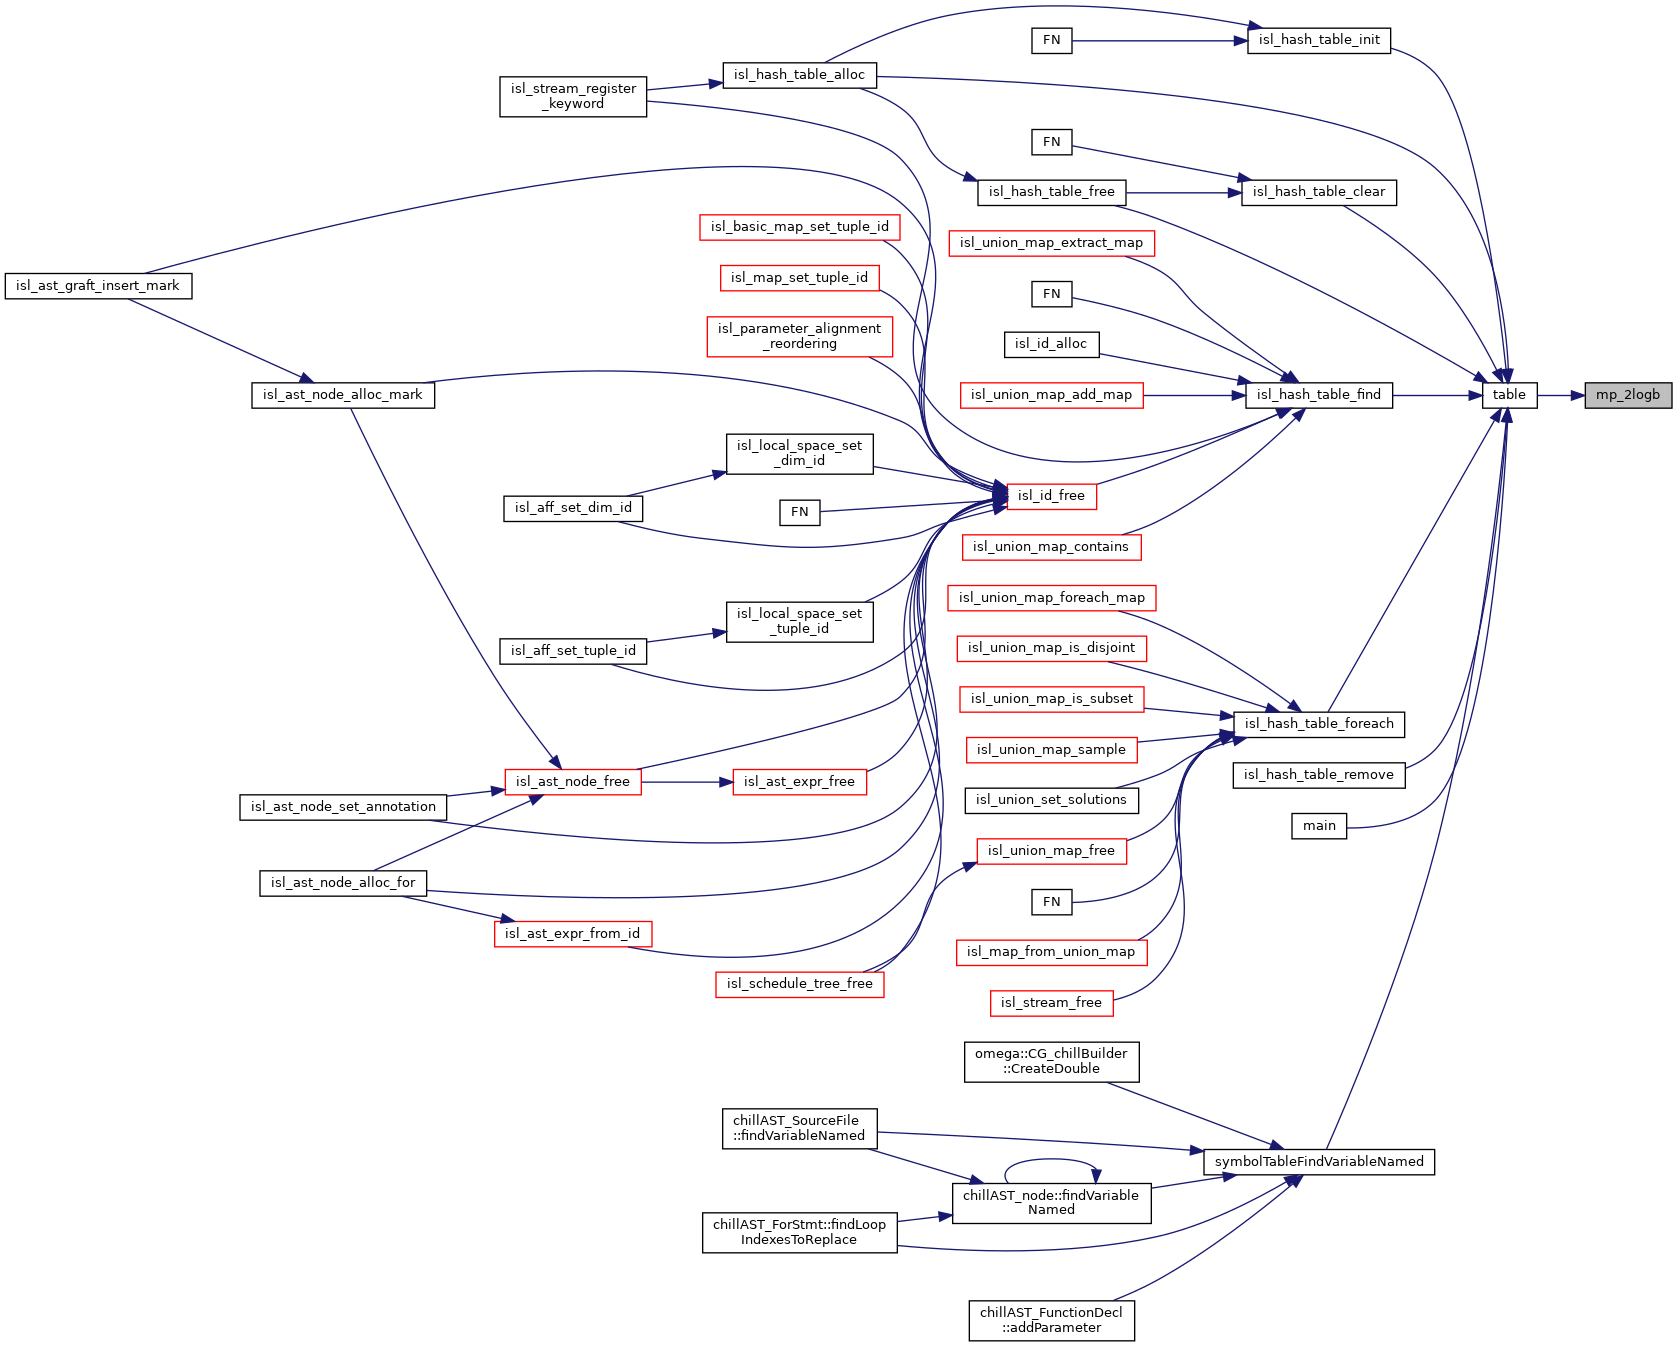 FN
isl_hash_table_init
isl_hash_table_alloc
isl_stream_register
_keyword
FN
isl_hash_table_free
isl_hash_table_clear
isl_basic_map_set_tuple_id
isl_union_map_extract_map
isl_map_set_tuple_id
isl_ast_graft_insert_mark
FN
isl_parameter_alignment
_reordering
isl_id_alloc
isl_ast_node_alloc_mark
isl_union_map_add_map
isl_hash_table_find
table
mp_2logb
isl_local_space_set
_dim_id
isl_aff_set_dim_id
FN
isl_id_free
isl_union_map_contains
isl_union_map_foreach_map
isl_local_space_set
_tuple_id
isl_aff_set_tuple_id
isl_union_map_is_disjoint
isl_union_map_is_subset
isl_hash_table_foreach
isl_union_map_sample
isl_hash_table_remove
isl_ast_node_free
isl_ast_expr_free
isl_ast_node_set_annotation
isl_union_set_solutions
main
isl_union_map_free
isl_ast_node_alloc_for
FN
isl_ast_expr_from_id
isl_map_from_union_map
isl_schedule_tree_free
isl_stream_free
omega::CG_chillBuilder
::CreateDouble
chillAST_SourceFile
::findVariableNamed
symbolTableFindVariableNamed
chillAST_node::findVariable
Named
chillAST_ForStmt::findLoop
IndexesToReplace
chillAST_FunctionDecl
::addParameter